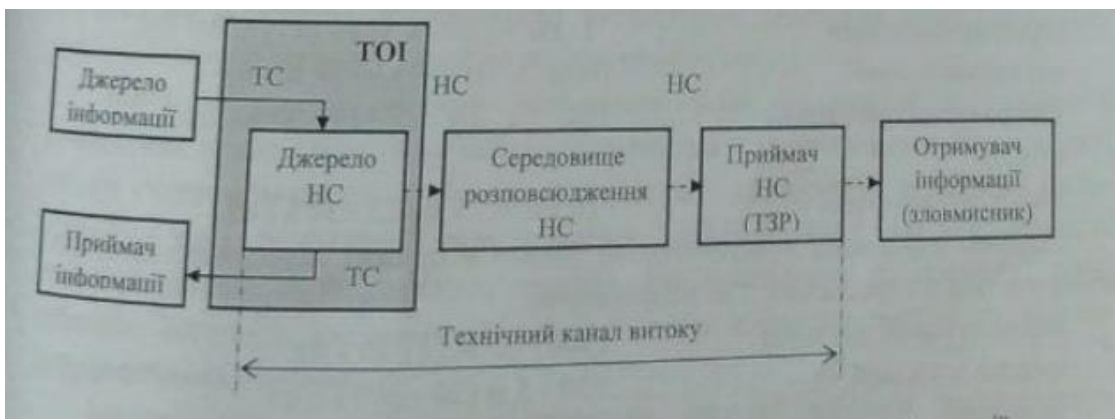 ТОІ
Джерело
інформації
ТС
НС
НС
Джерело
НС
Середовище
розповсюдження
НС
Приймач
НС
(ТЗР)
Отримувач
інформації
(зловмисник)
Приймач
інформації
ТС
Технічний канал витоку